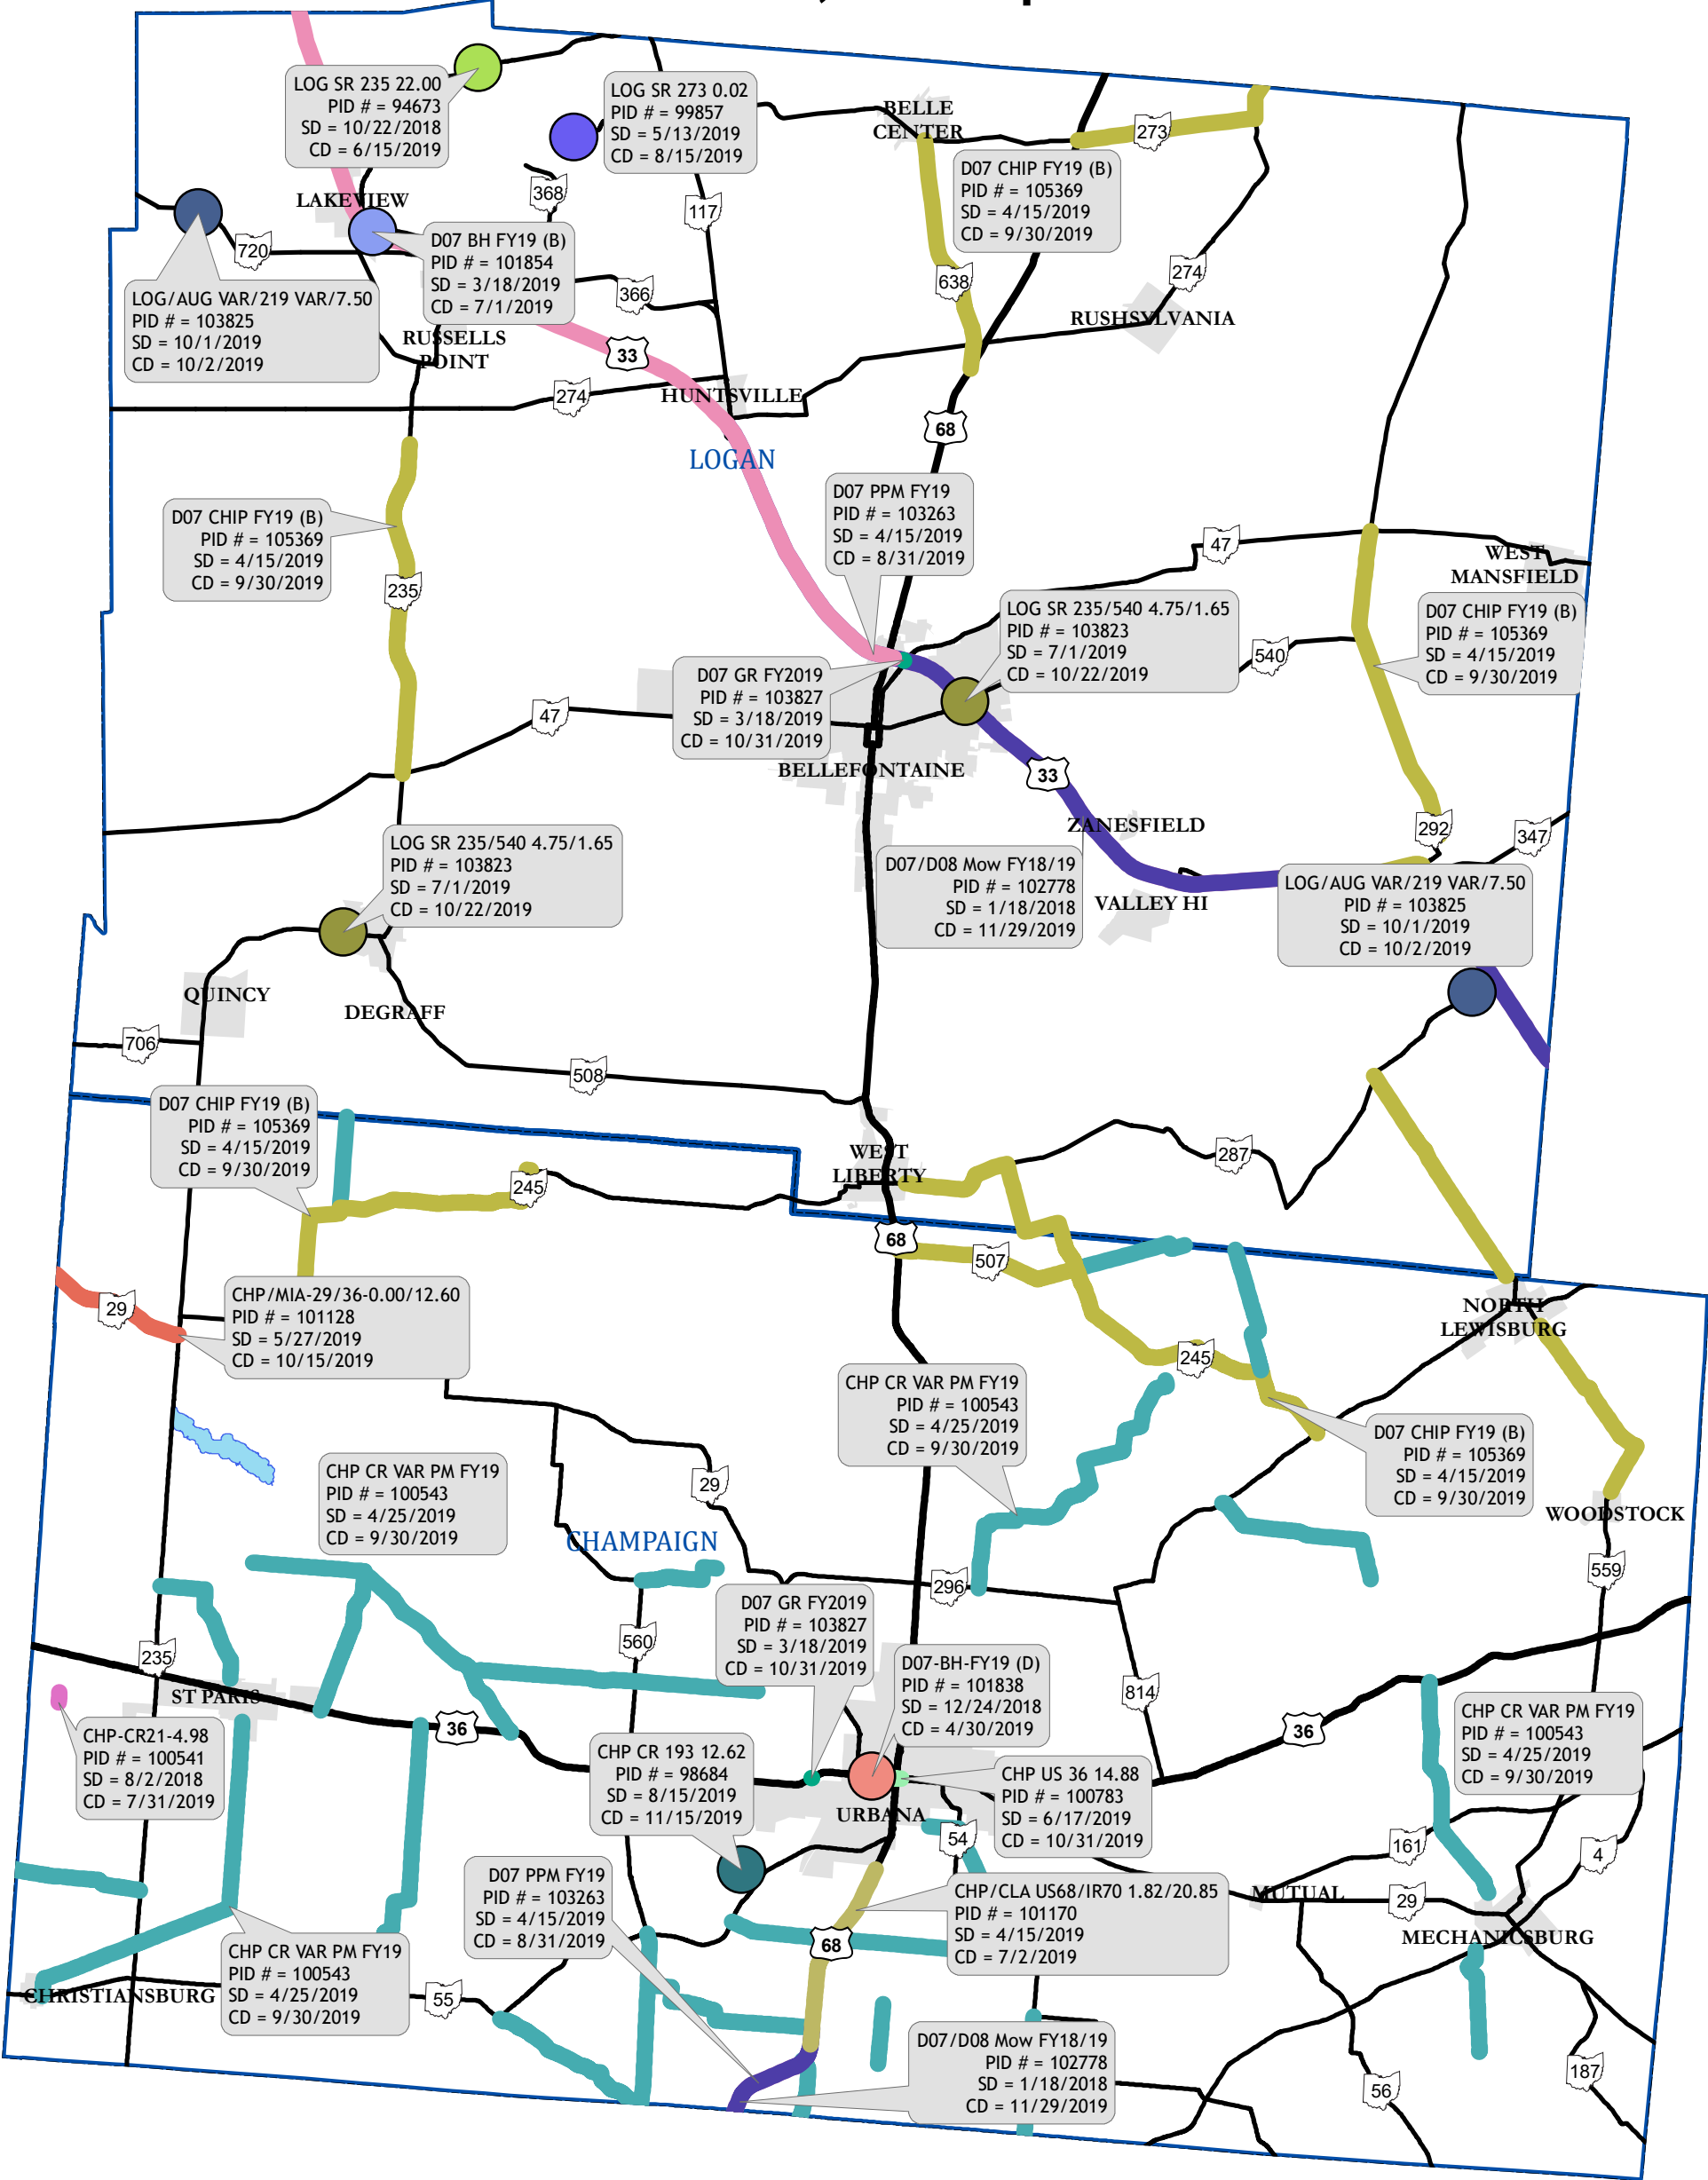 LOG SR 235 22.00
PID # = 94673
SD = 10/22/2018
CD = 6/15/2019
LOG SR 273 0.02
PID # = 99857
SD = 5/13/2019
CD = 8/15/2019
BELLE
CENTER
273
D07 CHIP FY19 (B)
PID # = 105369
SD = 4/15/2019
CD = 9/30/2019
LAKEVIEW
368
117
720
D07 BH FY19 (B)
PID # = 101854
SD = 3/18/2019
CD = 7/1/2019
638
274
366
LOG/AUG VAR/219 VAR/7.50
PID # = 103825
SD = 10/1/2019
CD = 10/2/2019
RUSHSYLVANIA
RUSSELLS
POINT
33
274
HUNTSVILLE
68
LOGAN
D07 CHIP FY19 (B)
PID # = 105369
SD = 4/15/2019
CD = 9/30/2019
D07 PPM FY19
PID # = 103263
SD = 4/15/2019
CD = 8/31/2019
47
WEST
MANSFIELD
235
LOG SR 235/540 4.75/1.65
PID # = 103823
SD = 7/1/2019
CD = 10/22/2019
D07 CHIP FY19 (B)
PID # = 105369
SD = 4/15/2019
CD = 9/30/2019
540
D07 GR FY2019
PID # = 103827
SD = 3/18/2019
CD = 10/31/2019
47
BELLEFONTAINE
33
ZANESFIELD
292
347
LOG SR 235/540 4.75/1.65
PID # = 103823
SD = 7/1/2019
CD = 10/22/2019
D07/D08 Mow FY18/19
PID # = 102778
SD = 1/18/2018
CD = 11/29/2019
VALLEY HI
LOG/AUG VAR/219 VAR/7.50
PID # = 103825
SD = 10/1/2019
CD = 10/2/2019
QUINCY
DEGRAFF
706
508
D07 CHIP FY19 (B)
PID # = 105369
SD = 4/15/2019
CD = 9/30/2019
WEST
LIBERTY
287
245
68
507
29
CHP/MIA-29/36-0.00/12.60
PID # = 101128
SD = 5/27/2019
CD = 10/15/2019
NORTH
LEWISBURG
245
CHP CR VAR PM FY19
PID # = 100543
SD = 4/25/2019
CD = 9/30/2019
D07 CHIP FY19 (B)
PID # = 105369
SD = 4/15/2019
CD = 9/30/2019
CHP CR VAR PM FY19
PID # = 100543
SD = 4/25/2019
CD = 9/30/2019
29
WOODSTOCK
CHAMPAIGN
559
296
D07 GR FY2019
PID # = 103827
SD = 3/18/2019
CD = 10/31/2019
560
235
D07-BH-FY19 (D)
PID # = 101838
SD = 12/24/2018
CD = 4/30/2019
814
ST PARIS
36
36
CHP CR VAR PM FY19
PID # = 100543
SD = 4/25/2019
CD = 9/30/2019
CHP-CR21-4.98
PID # = 100541
SD = 8/2/2018
CD = 7/31/2019
CHP CR 193 12.62
PID # = 98684
SD = 8/15/2019
CD = 11/15/2019
CHP US 36 14.88
PID # = 100783
SD = 6/17/2019
CD = 10/31/2019
URBANA
54
161
4
D07 PPM FY19
PID # = 103263
SD = 4/15/2019
CD = 8/31/2019
CHP/CLA US68/IR70 1.82/20.85
PID # = 101170
SD = 4/15/2019
CD = 7/2/2019
MUTUAL
29
MECHANICSBURG
68
CHP CR VAR PM FY19
PID # = 100543
SD = 4/25/2019
CD = 9/30/2019
CHRISTIANSBURG
55
D07/D08 Mow FY18/19
PID # = 102778
SD = 1/18/2018
CD = 11/29/2019
56
187